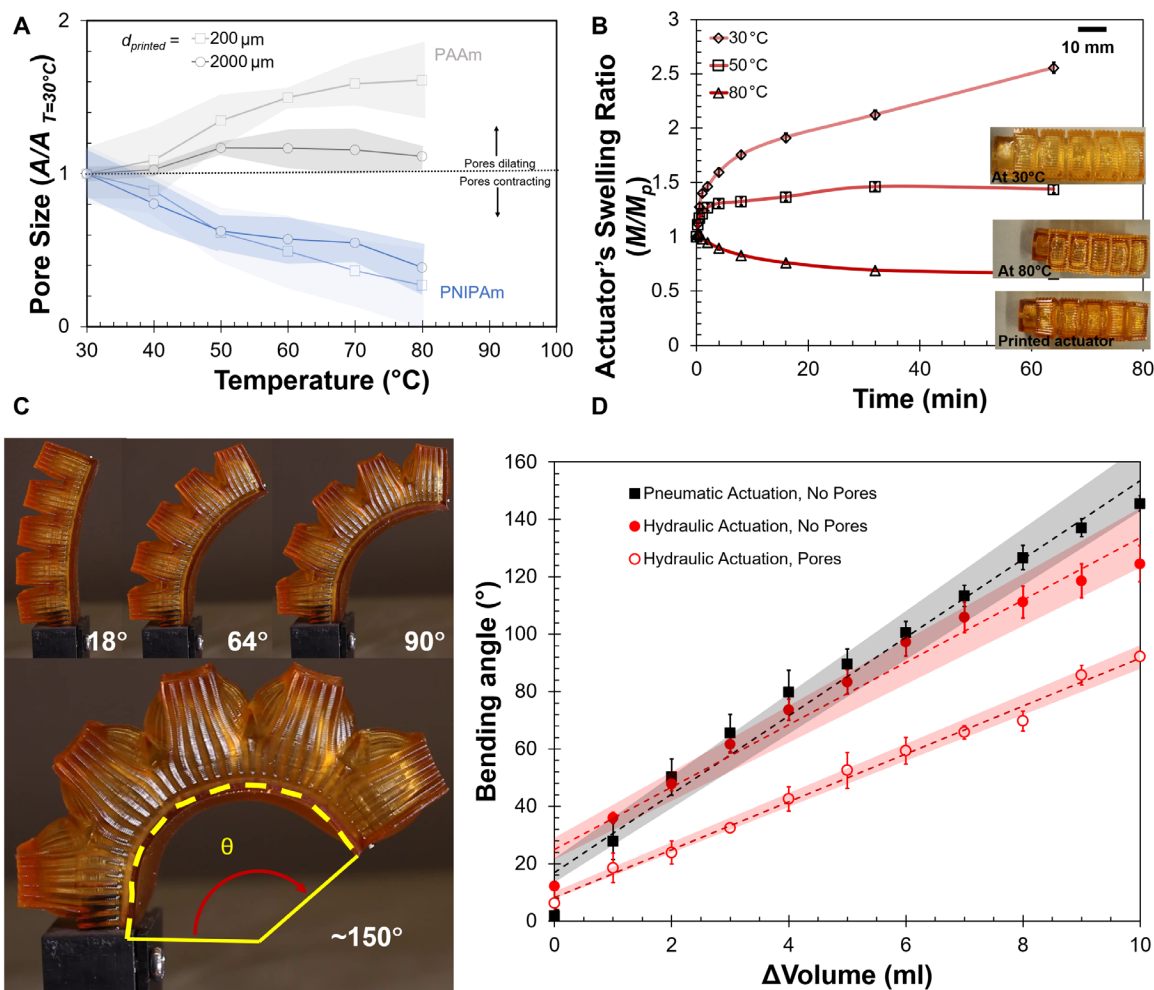 A
2
1
0
Pore Size (A/A T=30°C)
d printed =
200 µm
2000 µm
PAAm
Pores dilating
Pores contracting
PNIPAm
30 40 50 60 70 80 90 100
Temperature (°C)
B
3
2.5
2
1.5
1
0.5
0
Actuator's Swelling Ratio
(M/Mp)
30 °C
50 °C
80 °C
10 mm
At 30°C
At 80°C
Printed actuator
0 20 40 60 80
Time (min)
C
18°
64°
90°
θ
~150°
D
160
140
120
100
80
60
40
20
0
Bending angle (°)
Pneumatic Actuation, No Pores
Hydraulic Actuation, No Pores
Hydraulic Actuation, Pores
0 2 4 6 8 10
ΔVolume (ml)